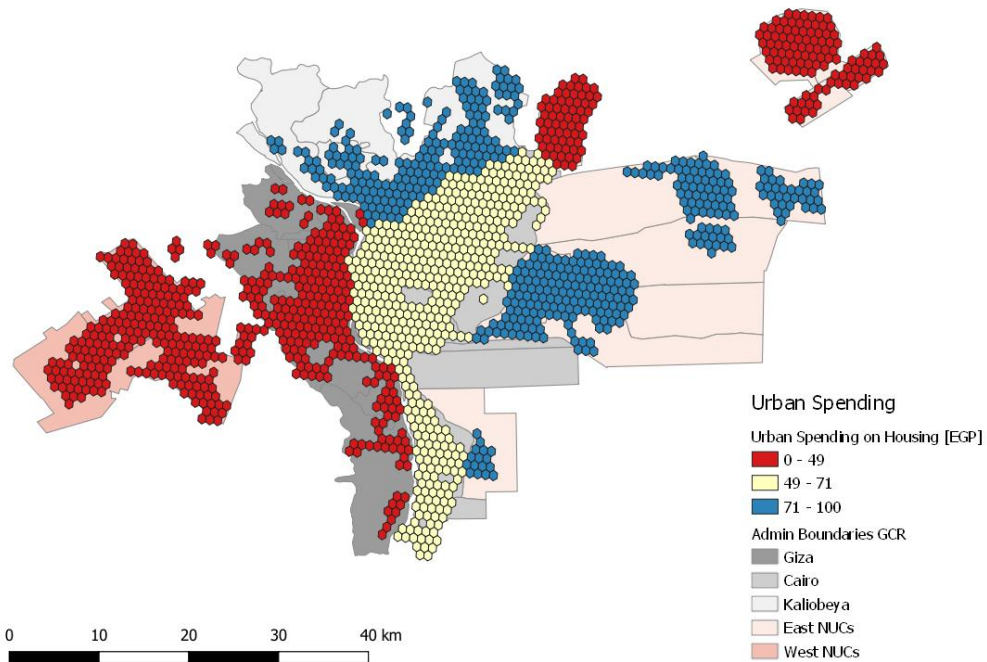 Urban Spending
Urban Spending on Housing [EGP]
0 - 49
49 - 71
71 - 100
Admin Boundaries GCR
Giza
Cairo
Kaliobeya
East NUCs
West NUCs
0 10 20 30 40 km